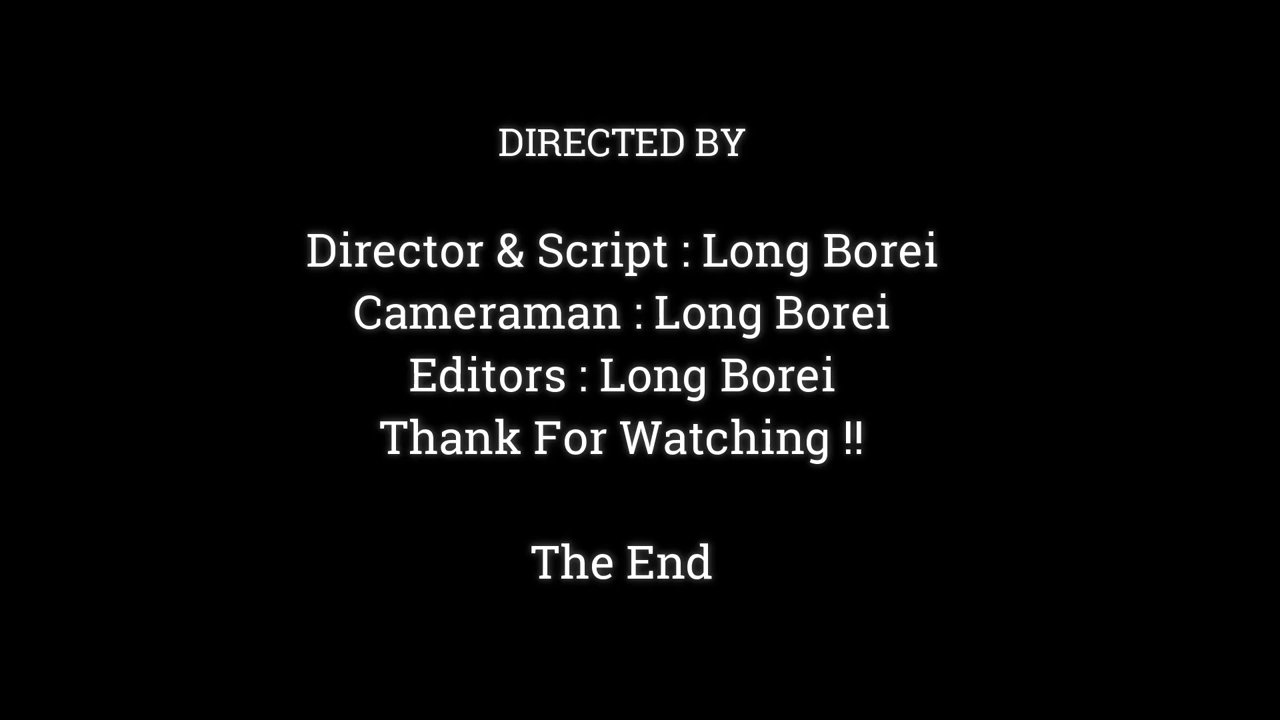 DIRECTED BY
Director & Script : Long Borei
Cameraman : Long Borei
Editors : Long Borei
Thank For Watching !!
The End